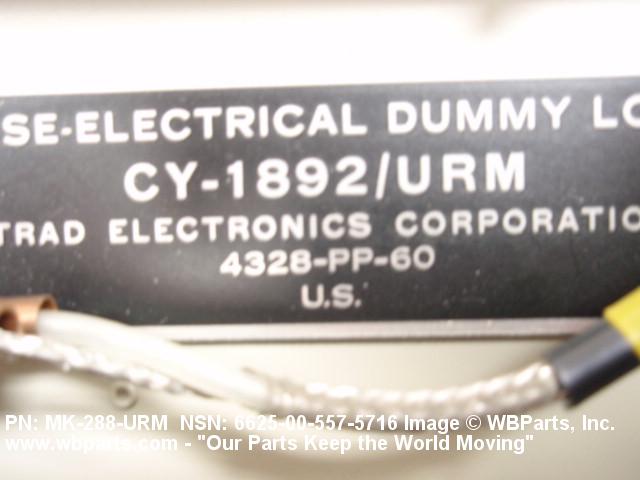 SE-ELECTRICAL DUMMY LO
CY-1892/URM
TRAD ELECTRONICS CORPORATIO
4328-PP-60
U.S.
PN: MK-288-URM NSN: 6625-00-557-5716 Image © WBParts, Inc.
www.wbparts.com - "Our Parts Keep the World Moving"